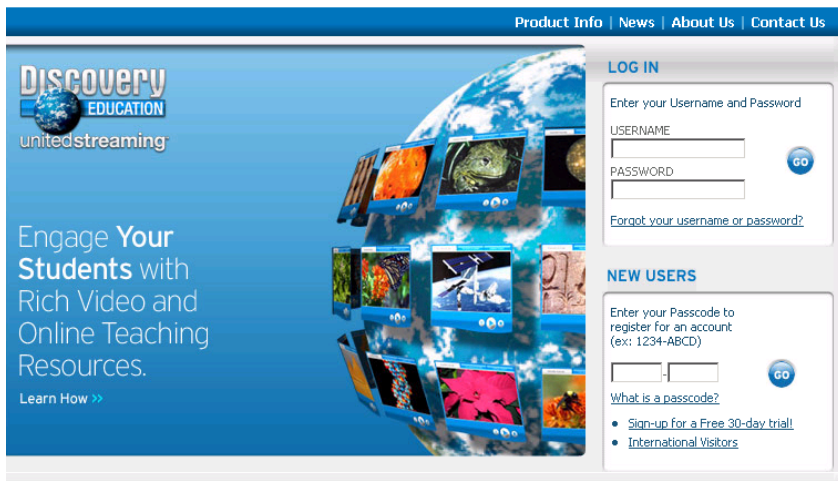 Product Info | News | About Us | Contact Us
Discovery
EDUCATION
unitedstreaming
Engage Your
Students with
Rich Video and
Online Teaching
Resources.
Learn How >>
LOG IN
Enter your Username and Password
USERNAME
PASSWORD
GO
Forgot your username or password?
NEW USERS
Enter your Passcode to
register for an account
(ex: 1234-ABCD)
- GO
What is a passcode?
• Sign-up for a Free 30-day trial!
• International Visitors